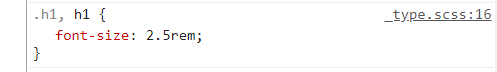 .h1, h1 { _type.scss:16
font-size: 2.5rem;
}